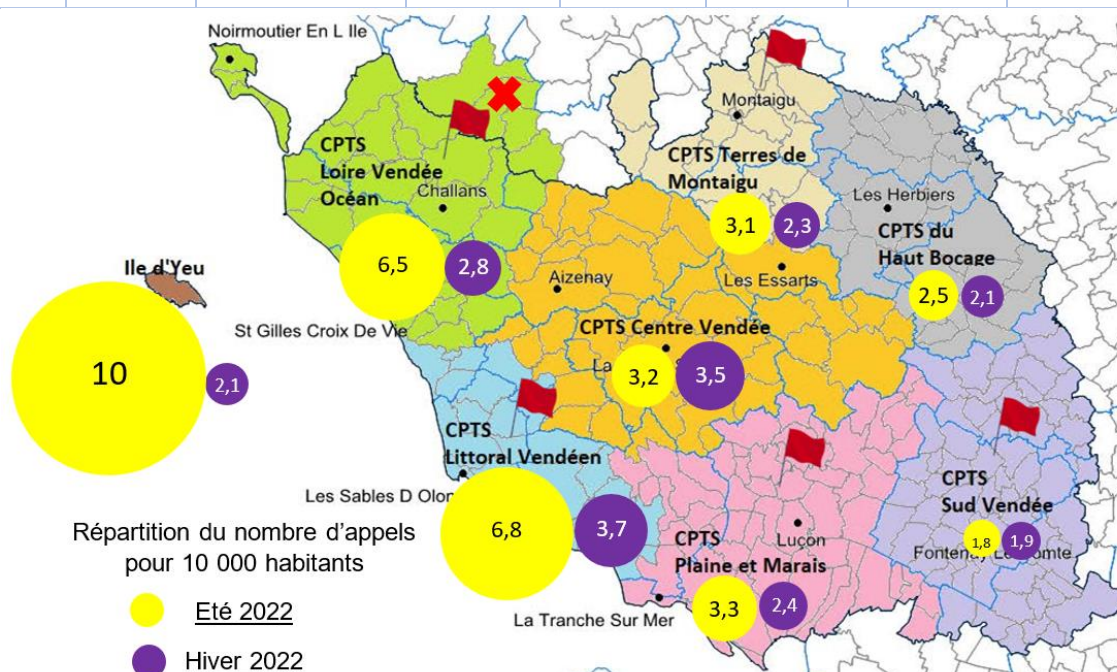 Noirmoutier En L Ile
Montaigu
CPTS
Loire Vendée
Océan
Challans
CPTS Terres de
Montaigu
Les Herbiers
CPTS du
Haut Bocage
3,1
2,3
6,5
2,8
Ile d'Yeu
Aizenay
Les Essarts
2,5
2,1
St Gilles Croix De Vie
CPTS Centre Vendée
La
3,2
3,5
10
2,1
CPTS
Littoral Vendéen
Les Sables D Olon
6,8
3,7
CPTS
Sud Vendée
1,8
1,9
Fontenay Le Comte
Luçon
CPTS
Plaine et Marais
3,3
2,4
La Tranche Sur Mer
Répartition du nombre d'appels
pour 10 000 habitants
Eté 2022
Hiver 2022